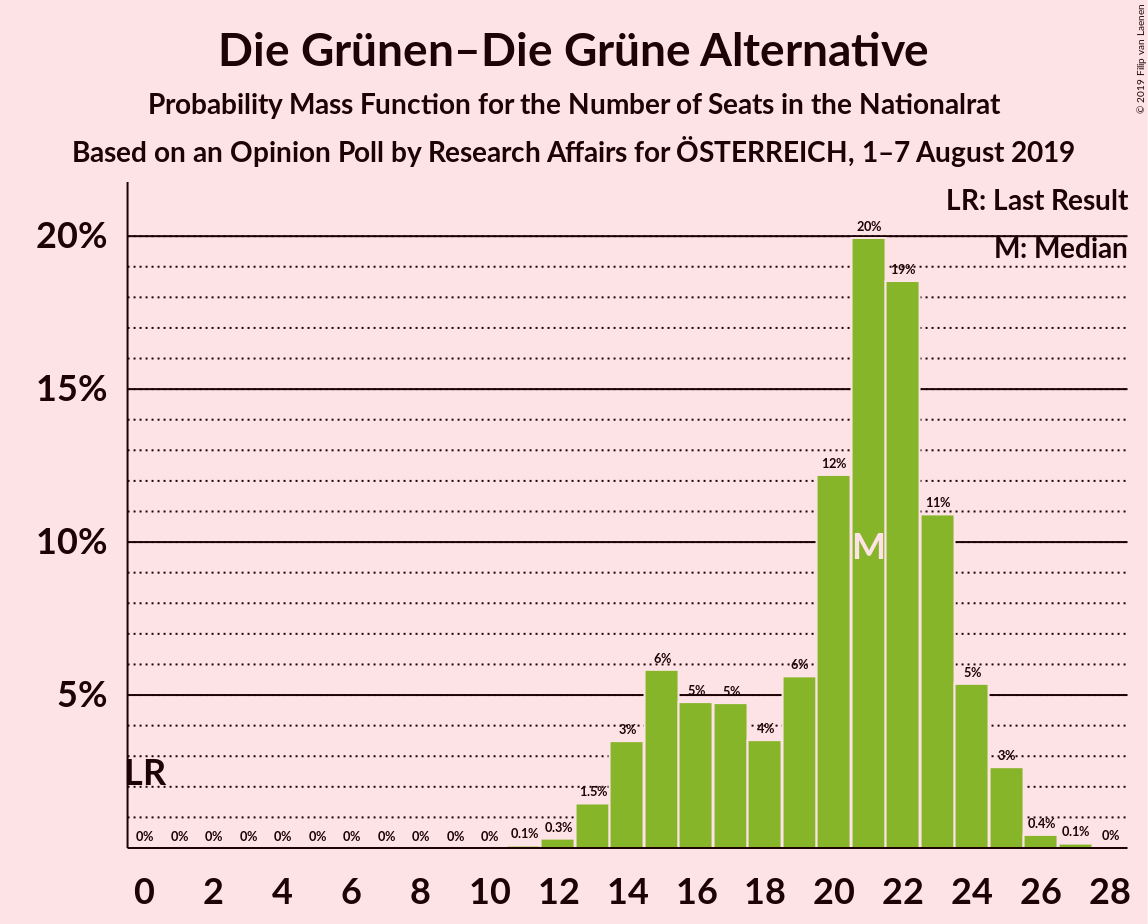 Die Grünen–Die Grüne Alternative
Probability Mass Function for the Number of Seats in the Nationalrat
Based on an Opinion Poll by Research Affairs for ÖSTERREICH, 1–7 August 2019
© 2019 Filip van Laenen
LR: Last Result
M: Median
20%
15%
10%
5%
LR
M
0% 0% 0% 0% 0% 0% 0% 0% 0% 0% 0% 0.1% 0.3% 1.5% 3% 6% 5% 5% 4% 6% 12% 20% 19% 11% 5% 3% 0.4% 0.1% 0%
0 2 4 6 8 10 12 14 16 18 20 22 24 26 28